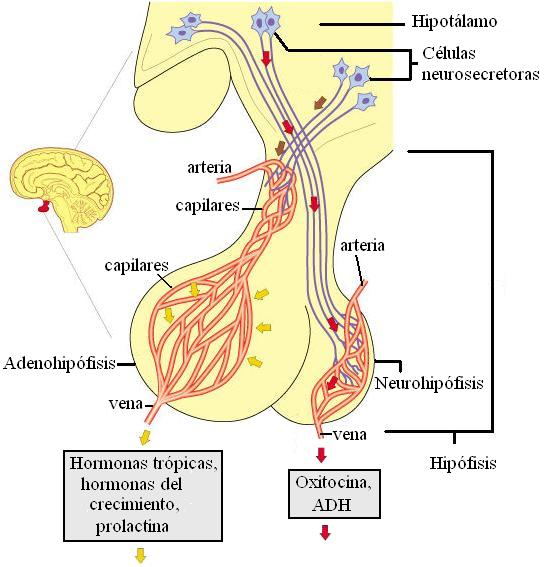 Hipotálamo
Células
neurosecretoras
arteria
capilares
arteria
capilares
Adenohipófisis
Neurohipófisis
vena
vena
Hipófisis
Hormonas trópicas,
hormonas del
crecimiento,
prolactina
Oxitocina,
ADH